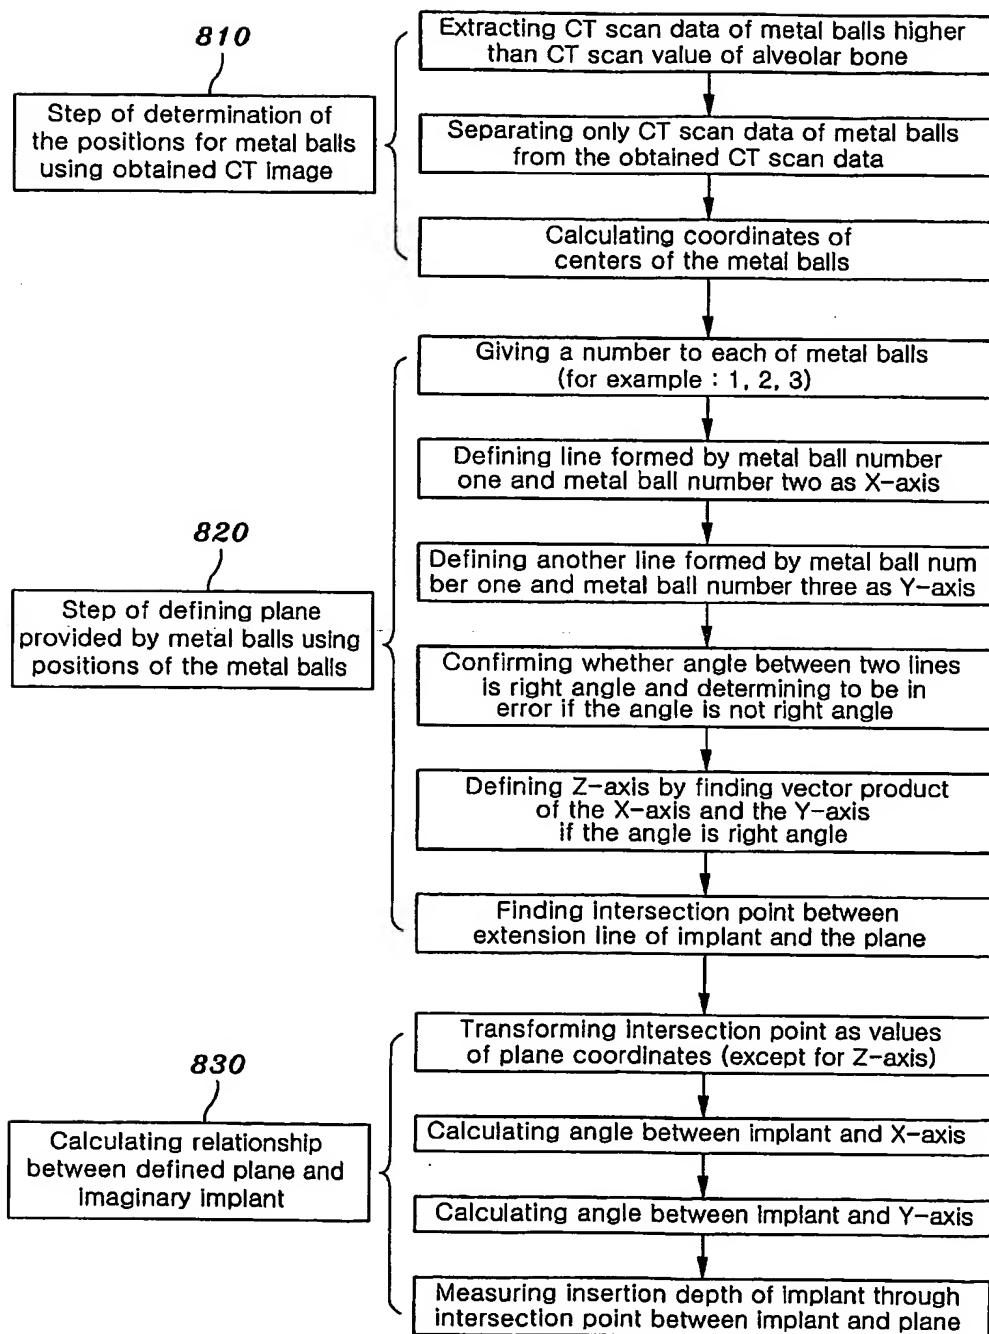 810
Step of determination of
the positions for metal balls
using obtained CT image
Extracting CT scan data of metal balls higher
than CT scan value of alveolar bone
Separating only CT scan data of metal balls
from the obtained CT scan data
Calculating coordinates of
centers of the metal balls
820
Step of defining plane
provided by metal balls using
positions of the metal balls
Giving a number to each of metal balls
(for example : 1, 2, 3)
Defining line formed by metal ball number
one and metal ball number two as X-axis
Defining another line formed by metal ball num
ber one and metal ball number three as Y-axis
Confirming whether angle between two lines
is right angle and determining to be in
error if the angle is not right angle
Defining Z-axis by finding vector product
of the X-axis and the Y-axis
if the angle is right angle
Finding intersection point between
extension line of implant and the plane
830
Calculating relationship
between defined plane and
imaginary implant
Transforming intersection point as values
of plane coordinates (except for Z-axis)
Calculating angle between implant and X-axis
Calculating angle between implant and Y-axis
Measuring insertion depth of implant through
intersection point between implant and plane